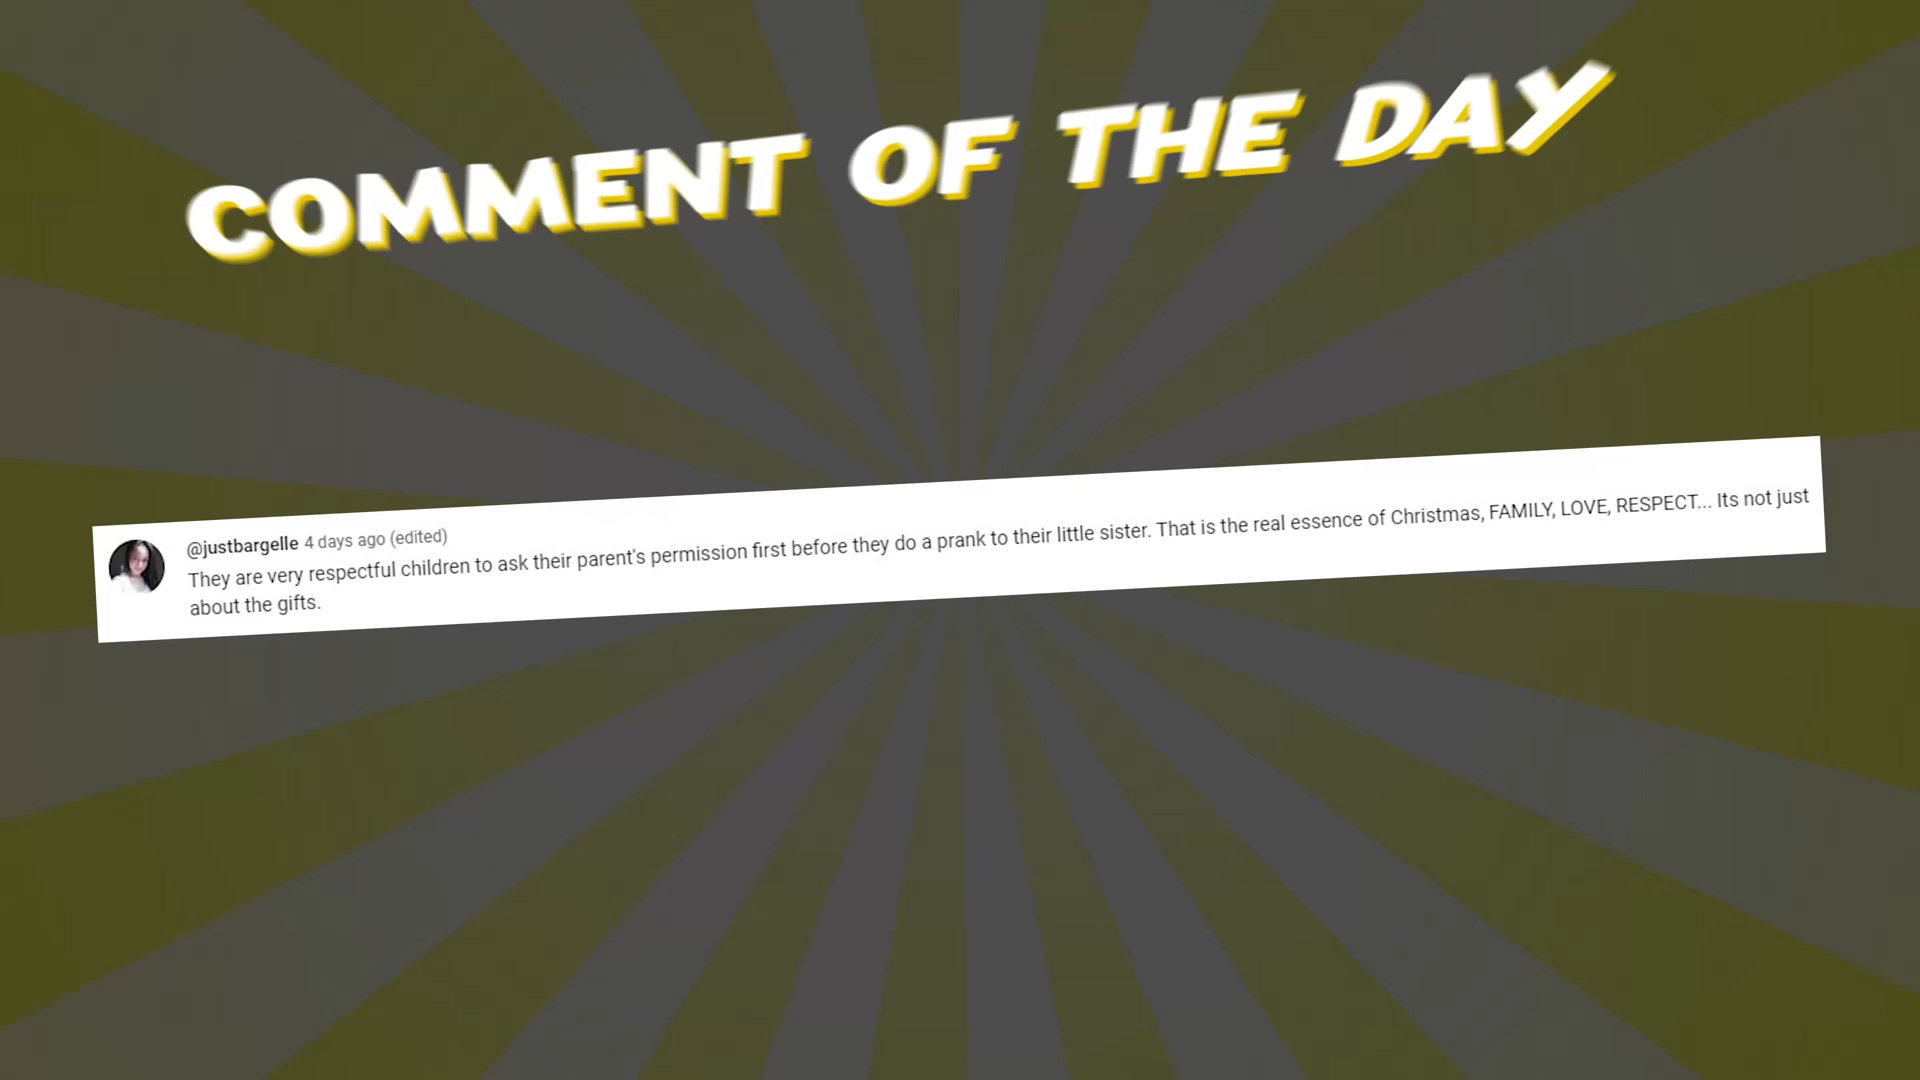 COMMENT OF THE DAY
@justbargelle 4 days ago (edited)
They are very respectful children to ask their parent's permission first before they do a prank to their little sister. That is the real essence of Christmas, FAMILY, LOVE, RESPECT... Its not just
about the gifts.